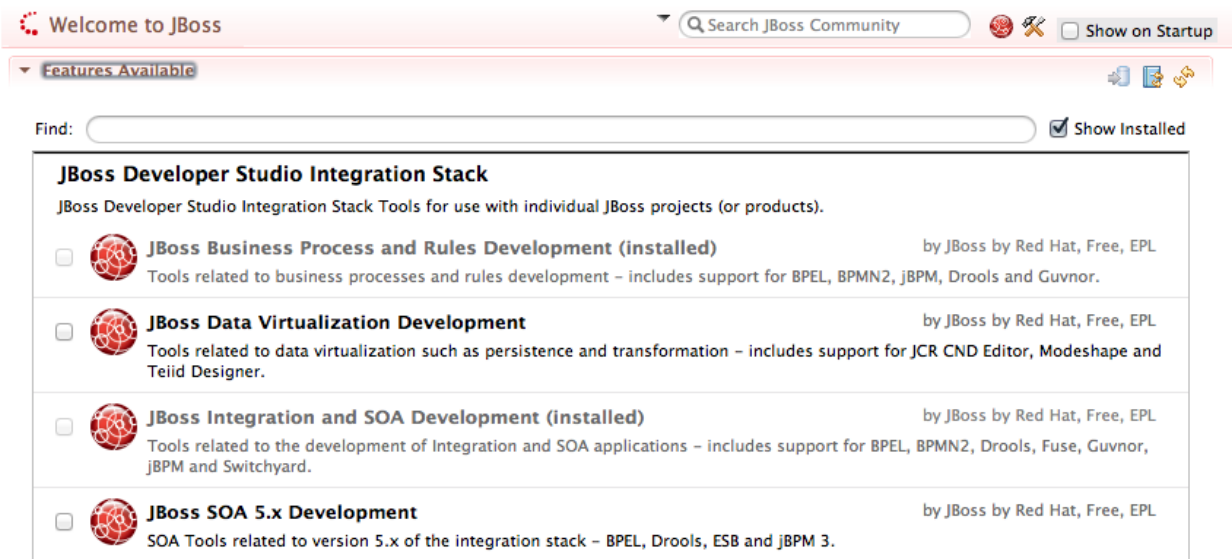 Welcome to JBoss
Search JBoss Community
Show on Startup
Features Available
Find:
Show Installed
JBoss Developer Studio Integration Stack
JBoss Developer Studio Integration Stack Tools for use with individual JBoss projects (or products).
JBoss Business Process and Rules Development (installed)
by JBoss by Red Hat, Free, EPL
Tools related to business processes and rules development – includes support for BPEL, BPMN2, jBPM, Drools and Guvnor.
JBoss Data Virtualization Development
by JBoss by Red Hat, Free, EPL
Tools related to data virtualization such as persistence and transformation – includes support for JCR CND Editor, Modeshape and
Teiid Designer.
JBoss Integration and SOA Development (installed)
by JBoss by Red Hat, Free, EPL
Tools related to the development of Integration and SOA applications – includes support for BPEL, BPMN2, Drools, Fuse, Guvnor,
jBPM and Switchyard.
JBoss SOA 5.x Development
by JBoss by Red Hat, Free, EPL
SOA Tools related to version 5.x of the integration stack – BPEL, Drools, ESB and jBPM 3.